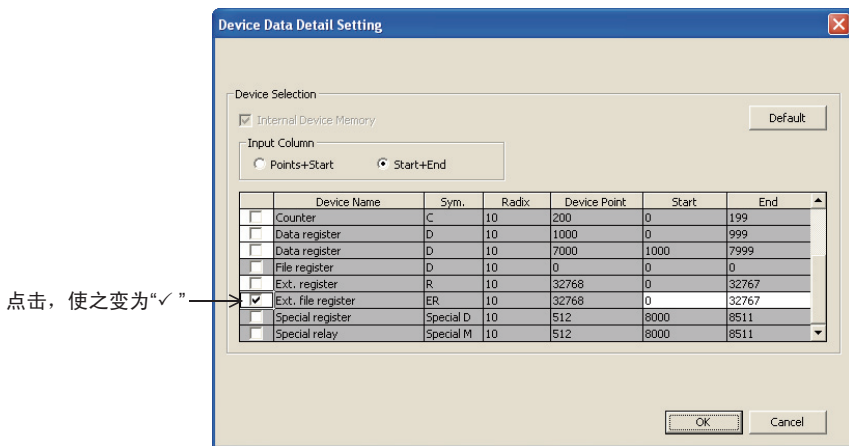 Device Data Detail Setting
Device Selection
Internal Device Memory
Default
Input Column
Points+Start Start+End
Device Name Sym. Radix Device Point Start End
Counter C 10 200 0 199
Data register D 10 1000 0 999
Data register D 10 7000 1000 7999
File register D 10 0 0 0
Ext. register R 10 32768 0 32767
点击，使之变为“✓” Ext. file register ER 10 32768 0 32767
Special register Special D 10 512 8000 8511
Special relay Special M 10 512 8000 8511
OK Cancel